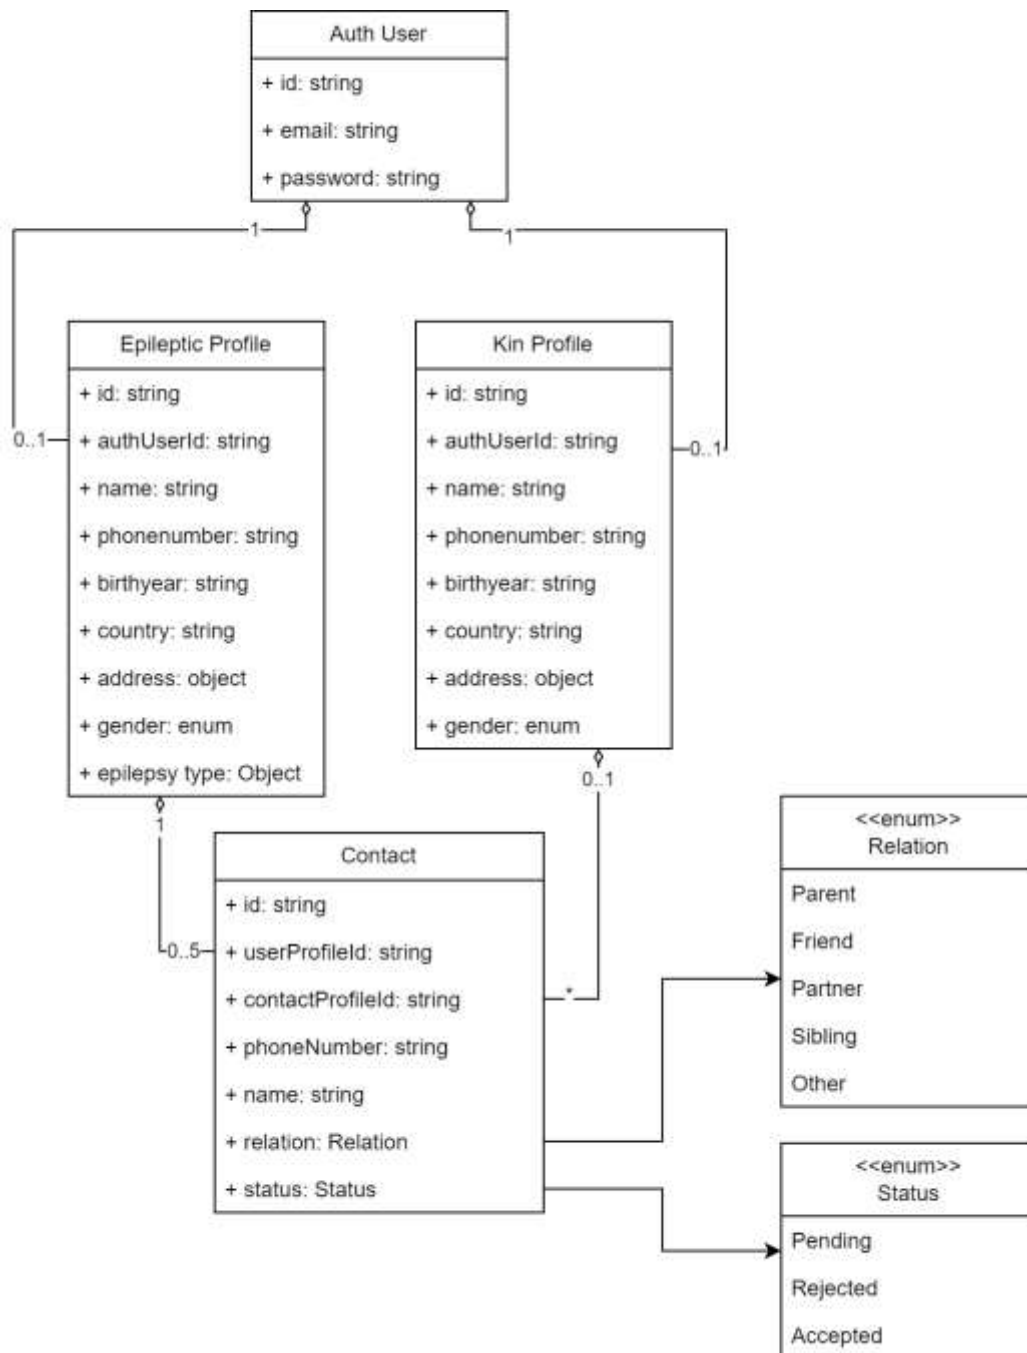 Auth User
+ id: string
+ email: string
+ password: string
1
1
Epileptic Profile
+ id: string
+ authUserId: string
+ name: string
+ phonenumber: string
+ birthyear: string
+ country: string
+ address: object
+ gender: enum
+ epilepsy type: Object
0..1
Kin Profile
+ id: string
+ authUserId: string
+ name: string
+ phonenumber: string
+ birthyear: string
+ country: string
+ address: object
+ gender: enum
0..1
0..1
1
Contact
+ id: string
+ userProfileId: string
+ contactProfileId: string
+ phoneNumber: string
+ name: string
+ relation: Relation
+ status: Status
0..5
*
<<enum>>
Relation
Parent
Friend
Partner
Sibling
Other
<<enum>>
Status
Pending
Rejected
Accepted